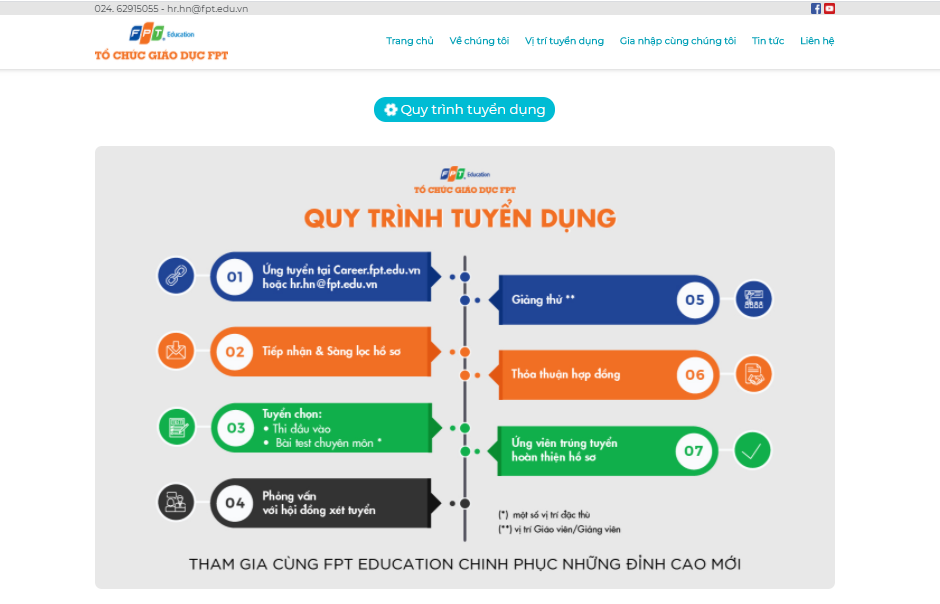 024. 62915055 - hr.hn@fpt.edu.vn
FPT Education
TỔ CHỨC GIÁO DỤC FPT
Trang chủ Về chúng tôi Vị trí tuyển dụng Gia nhập cùng chúng tôi Tin tức Liên hệ
Quy trình tuyển dụng
FPT Education
TỔ CHỨC GIÁO DỤC FPT
QUY TRÌNH TUYỂN DỤNG
01 Ứng tuyển tại Career.fpt.edu.vn
hoặc hr.hn@fpt.edu.vn
02 Tiếp nhận & Sàng lọc hồ sơ
03 Tuyển chọn:
• Thi đầu vào
• Bài test chuyên môn *
04 Phỏng vấn
với hội đồng xét tuyển
Giảng thử ** 05
Thỏa thuận hợp đồng 06
Ứng viên trúng tuyển
hoàn thiện hồ sơ 07
(*) một số vị trí đặc thù
(**) vị trí Giáo viên/Giảng viên
THAM GIA CÙNG FPT EDUCATION CHINH PHỤC NHỮNG ĐỈNH CAO MỚI